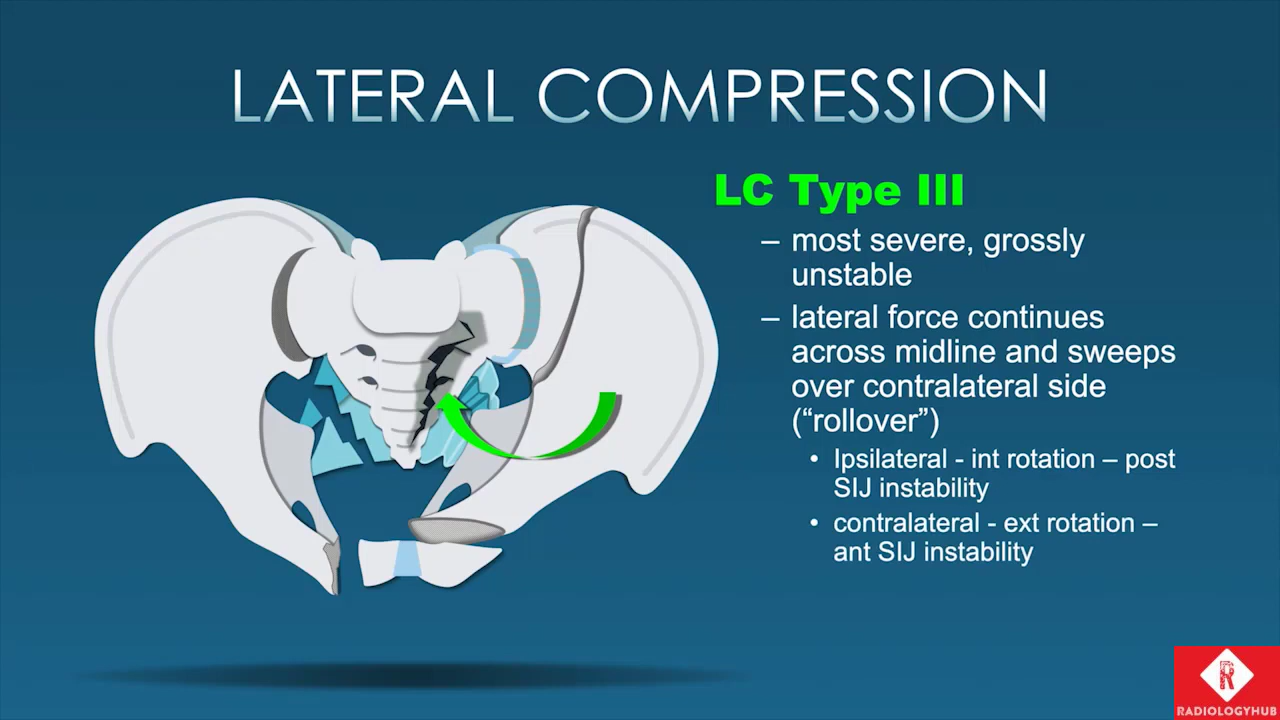 LATERAL COMPRESSION
LC Type III
– most severe, grossly
unstable
– lateral force continues
across midline and sweeps
over contralateral side
(“rollover”)
• Ipsilateral - int rotation – post
SIJ instability
• contralateral - ext rotation –
ant SIJ instability
R
RADIOLOGYHUB